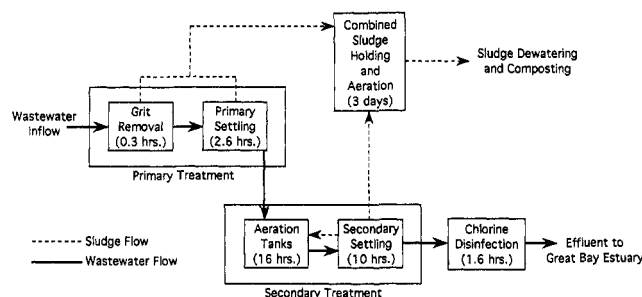 Combined
Sludge
Holding
and
Aeration
(3 days)
Sludge Dewatering
and Composting
Wastewater
Inflow
Grit
Removal
(0.3 hrs.)
Primary
Settling
(2.6 hrs.)
Primary Treatment
Aeration
Tanks
(16 hrs.)
Secondary
Settling
(10 hrs.)
Chlorine
Disinfection
(1.6 hrs.)
Effluent to
Great Bay Estuary
Secondary Treatment
Sludge Flow
Wastewater Flow